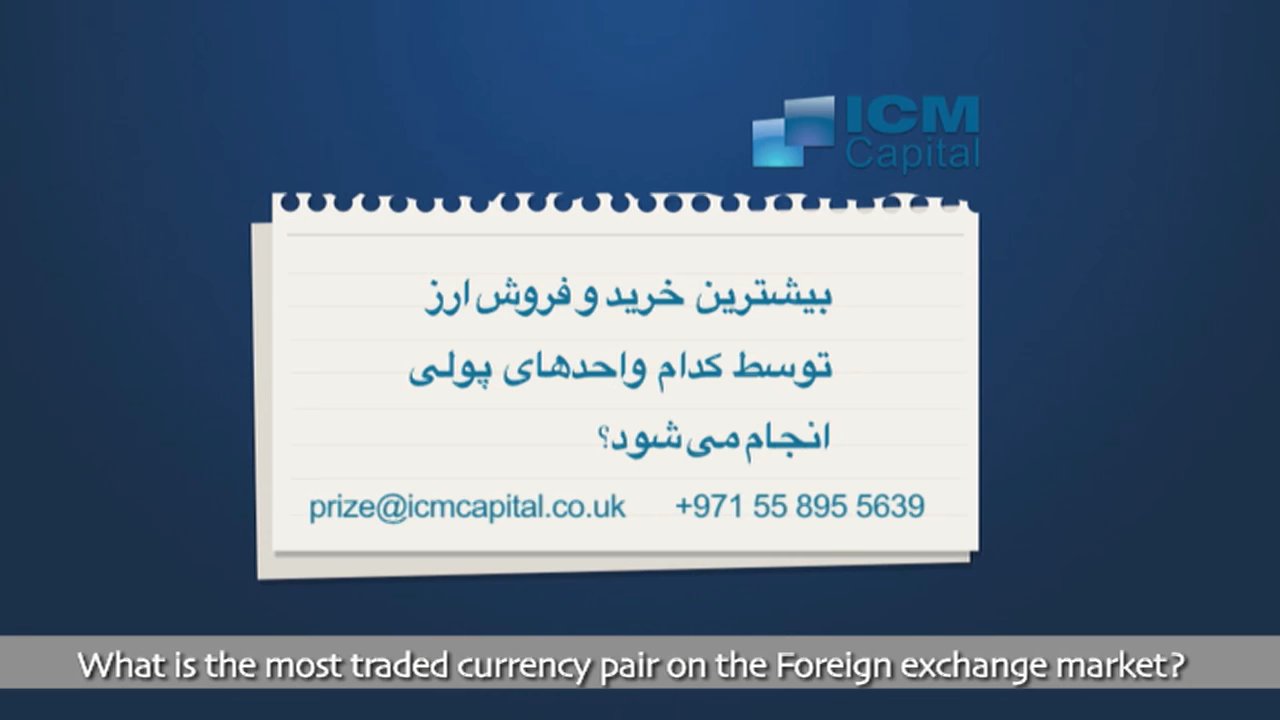 ICM
Capital
بیشترین خرید و فروش ارز
توسط کدام واحدهای پولی
انجام می‌شود؟
prize@icmcapital.co.uk +971 55 895 5639
What is the most traded currency pair on the Foreign exchange market?